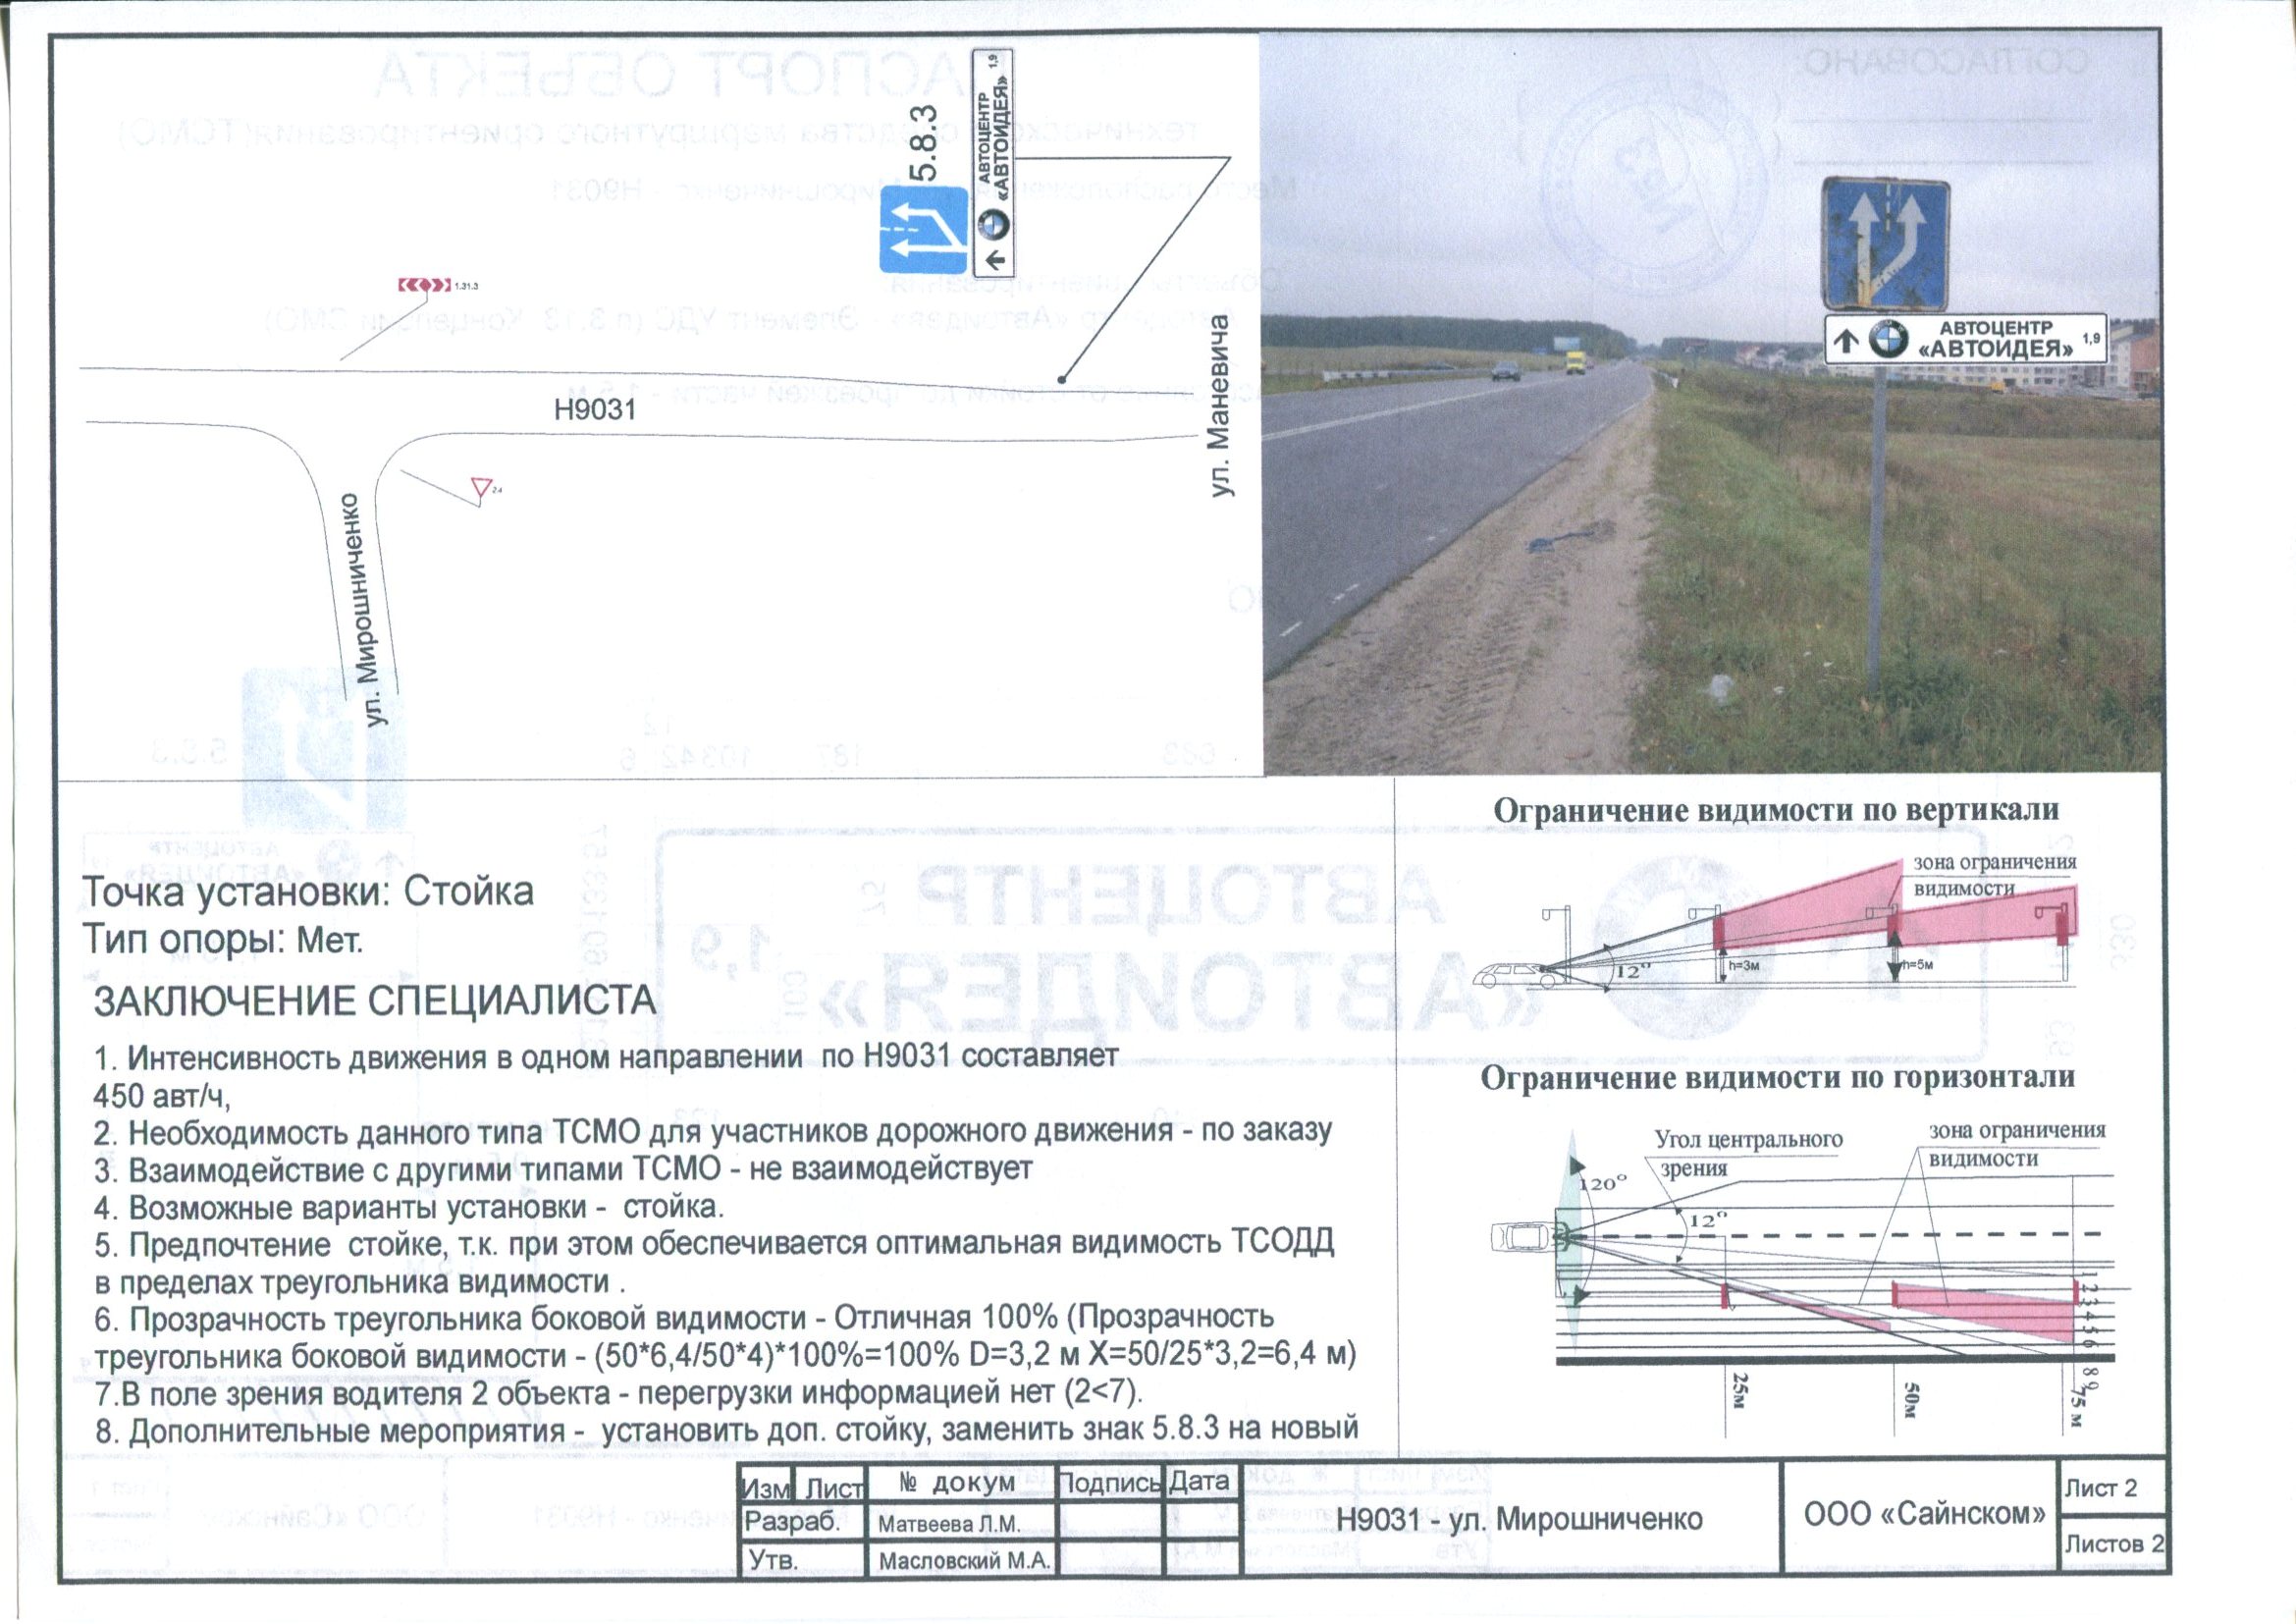 5.8.3
АВТОЦЕНТР
«АВТОИДЕЯ»
1,9
1.31.3
Н9031
ул. Маневича
2.4
ул. Мирошниченко
АВТОЦЕНТР
«АВТОИДЕЯ»
1,9
Точка установки: Стойка
Тип опоры: Мет.
ЗАКЛЮЧЕНИЕ СПЕЦИАЛИСТА
1. Интенсивность движения в одном направлении по Н9031 составляет
450 авт/ч,
2. Необходимость данного типа ТСМО для участников дорожного движения - по заказу
3. Взаимодействие с другими типами ТСМО - не взаимодействует
4. Возможные варианты установки - стойка.
5. Предпочтение стойке, т.к. при этом обеспечивается оптимальная видимость ТСОДД
в пределах треугольника видимости .
6. Прозрачность треугольника боковой видимости - Отличная 100% (Прозрачность
треугольника боковой видимости - (50*6,4/50*4)*100%=100% D=3,2 м X=50/25*3,2=6,4 м)
7.В поле зрения водителя 2 объекта - перегрузки информацией нет (2<7).
8. Дополнительные мероприятия - установить доп. стойку, заменить знак 5.8.3 на новый
Ограничение видимости по вертикали
зона ограничения
видимости
12°
h=3м
h=5м
Ограничение видимости по горизонтали
Угол центрального
зрения
зона ограничения
видимости
120°
12°
1 2 3 4 5 6 8 9
25м
50м
75 м
Изм Лист № докум Подпись Дата
Разраб. Матвеева Л.М.
Утв. Масловский М.А.
Н9031 - ул. Мирошниченко
ООО «Сайнском»
Лист 2
Листов 2